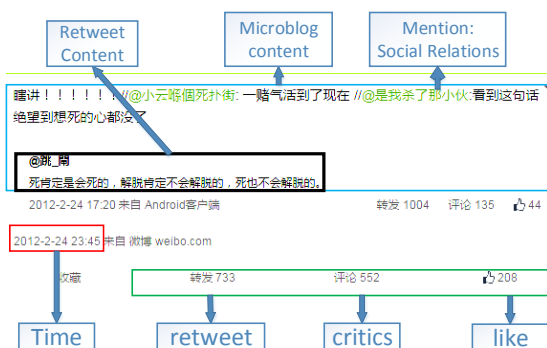 Retweet
Content
Microblog
content
Mention:
Social Relations
瞎讲！！！！！！//@小云喺個死扑街: 一赌气活到了现在 //@是我杀了那小伙:看到这句话
绝望到想死的心都没了
@跳_閙
死肯定是会死的，解脱肯定不会解脱的，死也不会解脱的。
2012-2-24 17:20 来自 Android客户端 转发 1004 评论 135 44
2012-2-24 23:45 来自 微博 weibo.com
收藏 转发 733 评论 552 208
Time retweet critics like